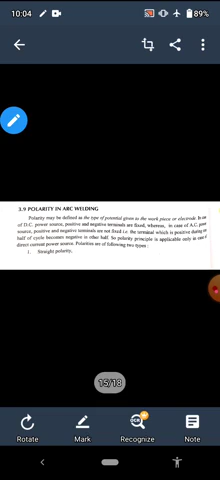 10:04
89%
3.9 POLARITY IN ARC WELDING
Polarity may be defined as the type of potential given to the work piece or electrode. In case
of D.C. power source, positive and negative terminals are fixed, whereas, in case of A.C. power
source, positive and negative terminals are not fixed i.e. the terminal which is positive during one
half of cycle becomes negative in other half. So polarity principle is applicable only in case of
direct current power source. Polarities are of following two types :
1. Straight polarity.
15/18
OCR
Rotate
Mark
Recognize
Note